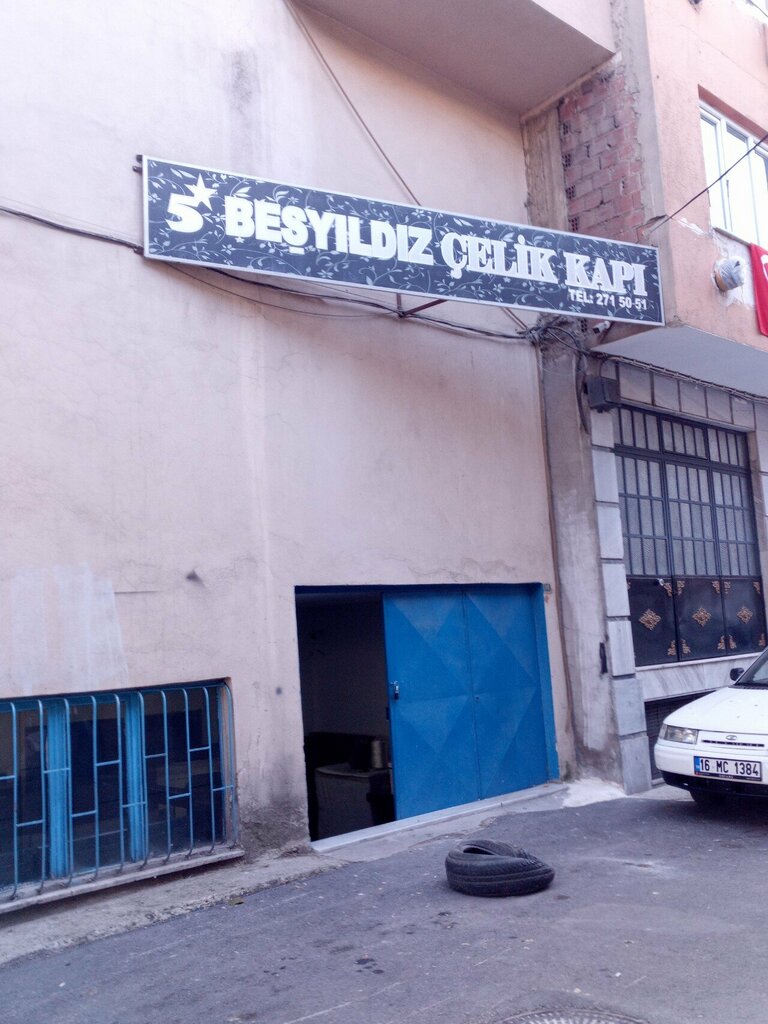 5 BEŞYILDIZ ÇELİK KAPI
TEL: 271 50 51
16 MC 1384